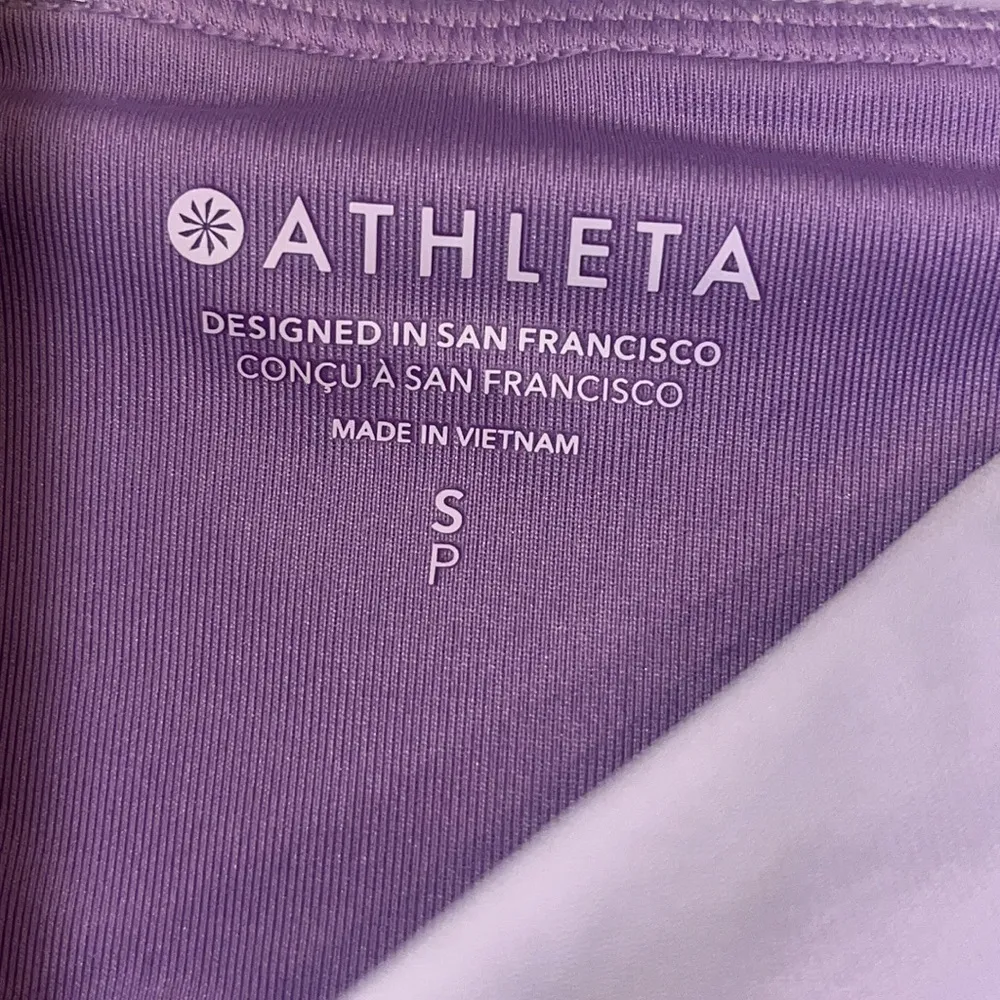 ATHLETA
DESIGNED IN SAN FRANCISCO
CONÇU À SAN FRANCISCO
MADE IN VIETNAM
S
P